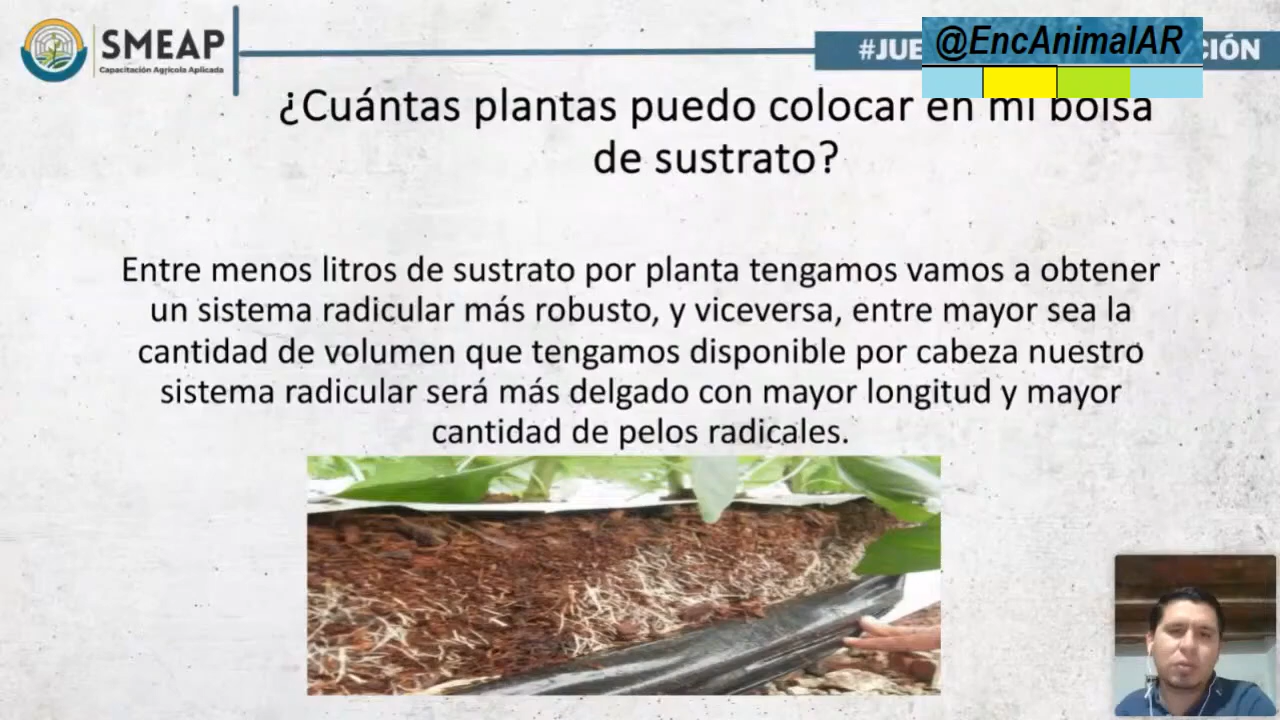 SMEAP
Capacitación Agrícola Aplicada
@EncAnimalAR
¿Cuántas plantas puedo colocar en mi bolsa
de sustrato?
Entre menos litros de sustrato por planta tengamos vamos a obtener
un sistema radicular más robusto, y viceversa, entre mayor sea la
cantidad de volumen que tengamos disponible por cabeza nuestro
sistema radicular será más delgado con mayor longitud y mayor
cantidad de pelos radicales.